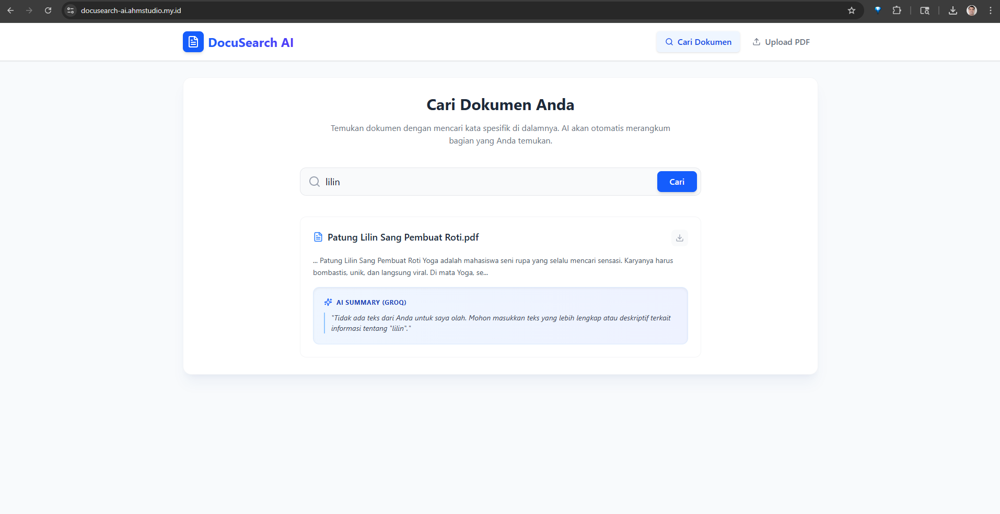 docusearch-ai.ahmstudio.my.id
DocuSearch AI
Cari Dokumen
Upload PDF
Cari Dokumen Anda
Temukan dokumen dengan mencari kata spesifik di dalamnya. AI akan otomatis merangkum
bagian yang Anda temukan.
lilin
Cari
Patung Lilin Sang Pembuat Roti.pdf
... Patung Lilin Sang Pembuat Roti Yoga adalah mahasiswa seni rupa yang selalu mencari sensasi. Karyanya harus
bombastis, unik, dan langsung viral. Di mata Yoga, se...
AI SUMMARY (GROQ)
"Tidak ada teks dari Anda untuk saya olah. Mohon masukkan teks yang lebih lengkap atau deskriptif terkait
informasi tentang "lilin"."